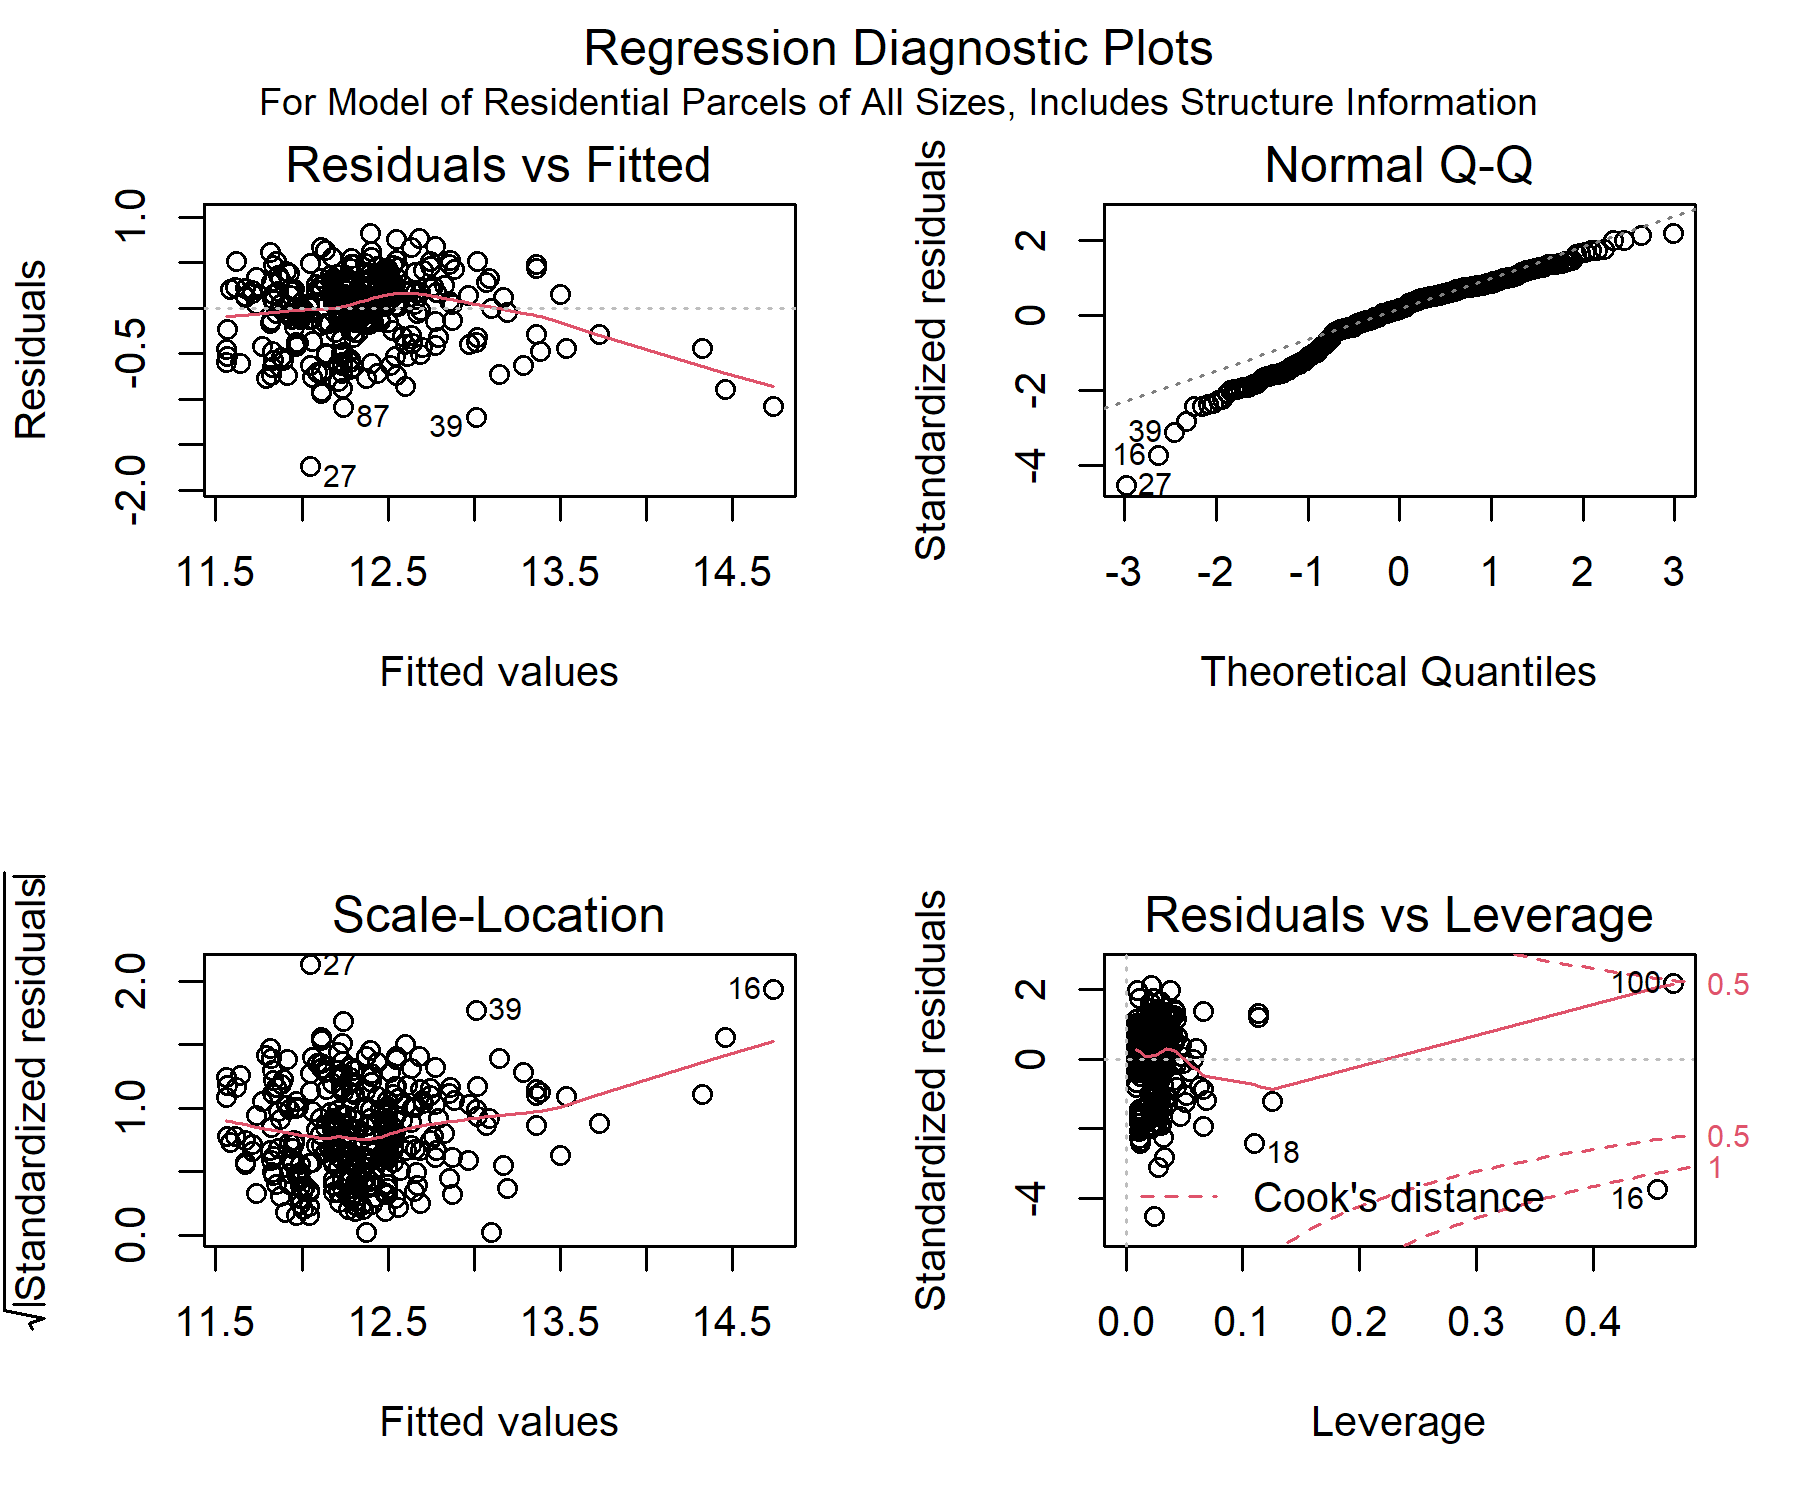 Regression Diagnostic Plots
For Model of Residential Parcels of All Sizes, Includes Structure Information
Residuals vs Fitted
Residuals
1.0
-0.5
-2.0
87
39
27
11.5 12.5 13.5 14.5
Fitted values
Normal Q-Q
Standardized residuals
2
0
-2
-4
39
16
27
-3 -2 -1 0 1 2 3
Theoretical Quantiles
Scale-Location
√|Standardized residuals|
2.0
1.0
0.0
27
39
16
11.5 12.5 13.5 14.5
Fitted values
Residuals vs Leverage
Standardized residuals
2
0
-4
100
0.5
18
0.5
1
16
Cook's distance
0.0 0.1 0.2 0.3 0.4
Leverage